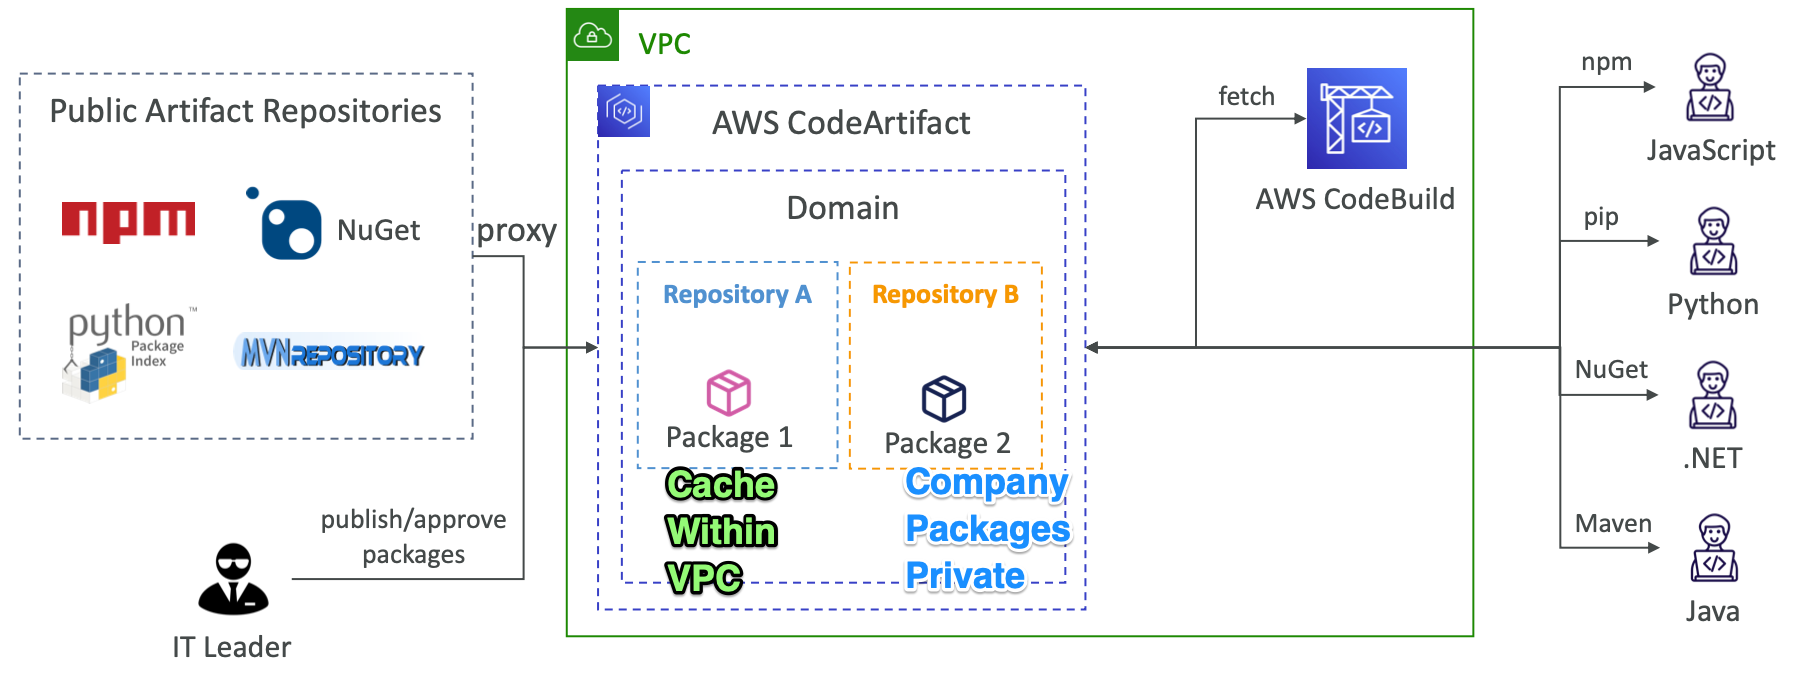 VPC
Public Artifact Repositories
npm
NuGet
python™
Package
Index
MVNREPOSITORY
proxy
publish/approve
packages
IT Leader
AWS CodeArtifact
Domain
Repository A
Package 1
Repository B
Package 2
Cache
Within
VPC
Company
Packages
Private
fetch
AWS CodeBuild
npm
JavaScript
pip
Python
NuGet
.NET
Maven
Java